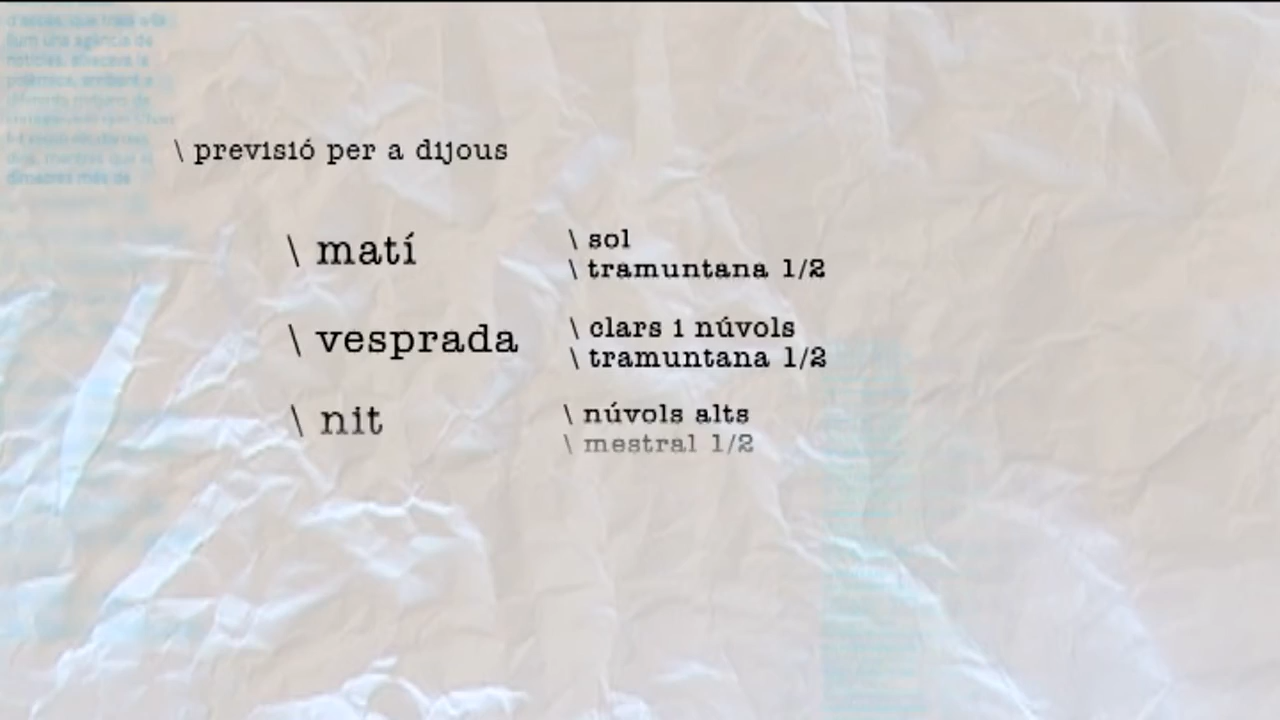 \ previsió per a dijous
\ matí
\ sol
\ tramuntana 1/2
\ vesprada
\ clars i núvols
\ tramuntana 1/2
\ nit
\ núvols alts
\ mestral 1/2